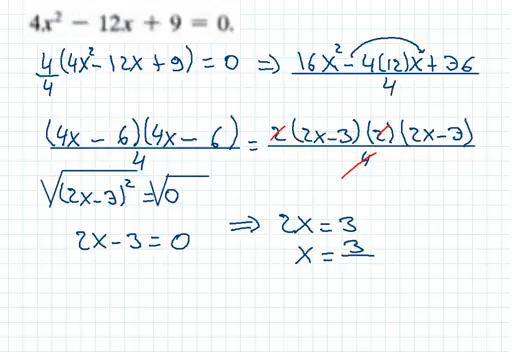 4x² − 12x + 9 = 0.
4/4 (4x² − 12x + 9) = 0 ⇒ (16x² − 4(12)x + 36)/4
(4x − 6)(4x − 6)/4 = 2(2x−3)(2)(2x−3)/4
√(2x−3)² = √0
2x − 3 = 0 ⇒ 2x = 3
x = 3/